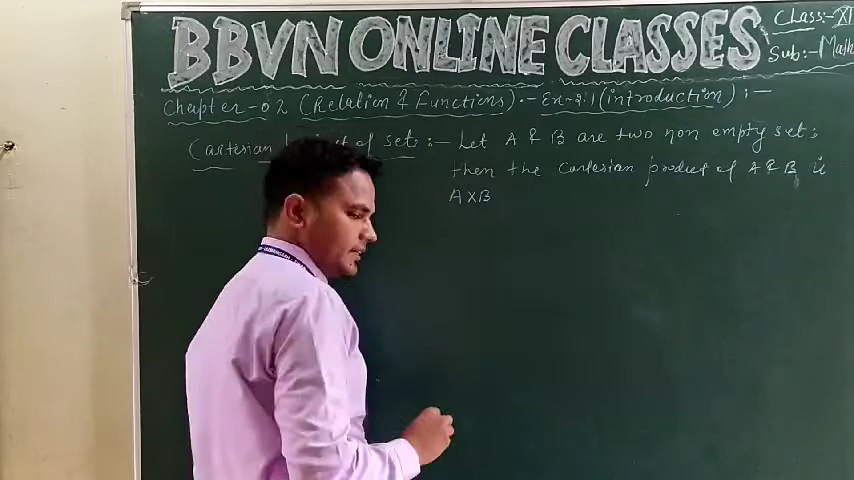 BBVN ONLINE CLASSES
Class:- XI
Sub:- Math
Chapter-02 (Relation & Functions).- Ex-2.1 (introduction):-
Cartesian of sets:- Let A & B are two non empty set;
then the Cartesian product of A & B is
A×B